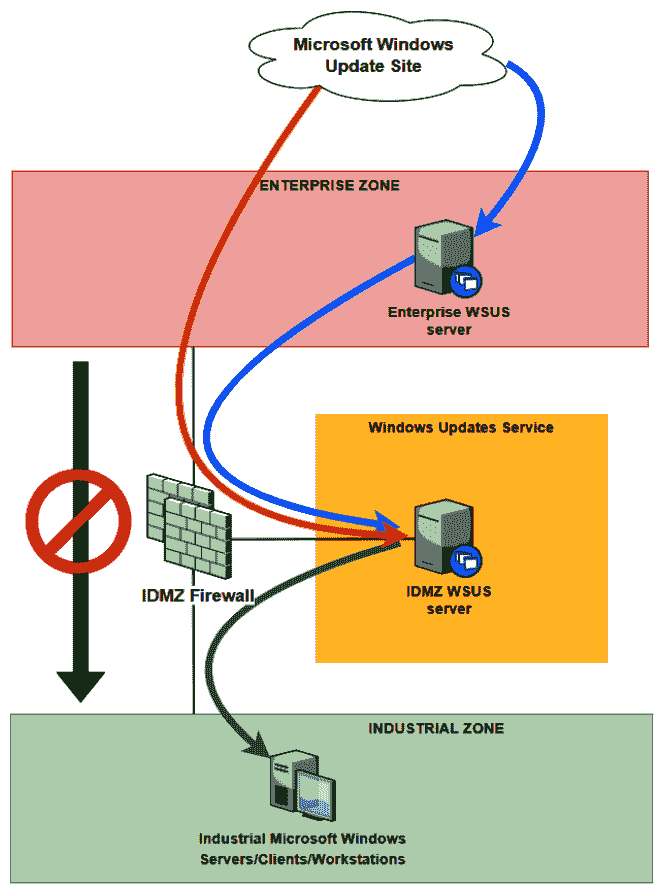 Microsoft Windows
Update Site
ENTERPRISE ZONE
Enterprise WSUS
server
Windows Updates Service
IDMZ Firewall
IDMZ WSUS
server
INDUSTRIAL ZONE
Industrial Microsoft Windows
Servers/Clients/Workstations